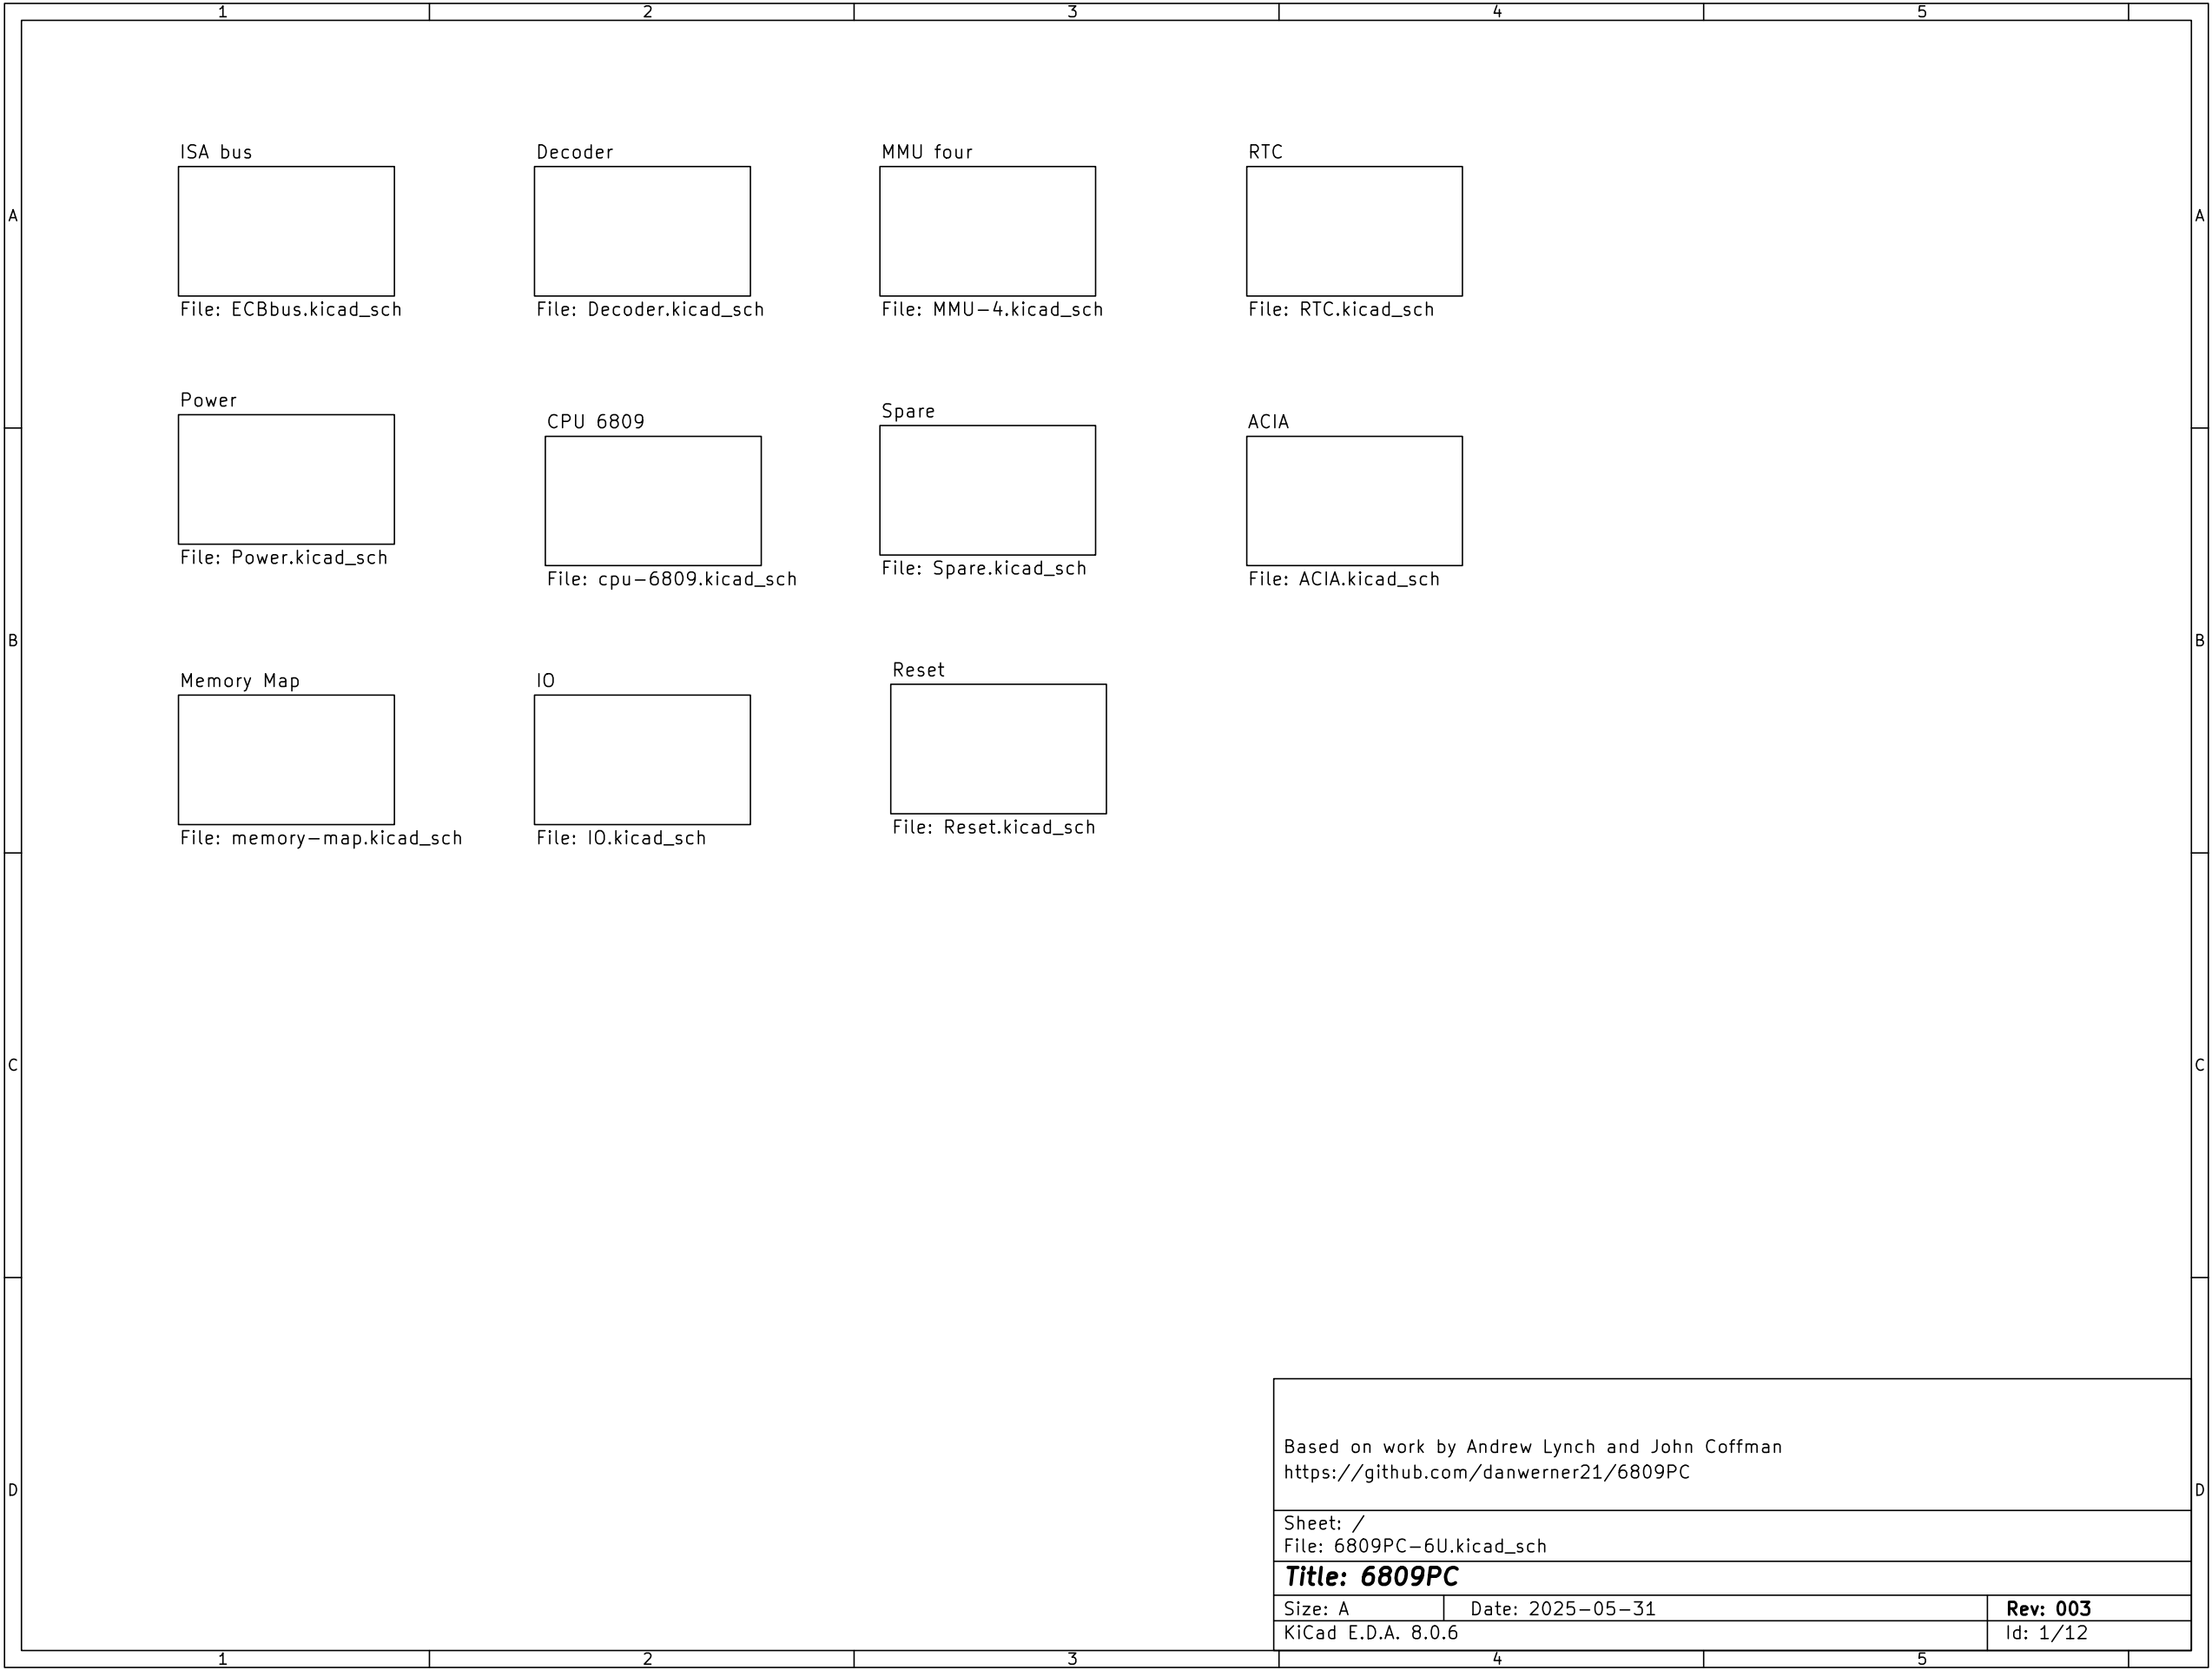 1 2 3 4 5
A A
ISA bus
File: ECBbus.kicad_sch
Decoder
File: Decoder.kicad_sch
MMU four
File: MMU-4.kicad_sch
RTC
File: RTC.kicad_sch
Power
File: Power.kicad_sch
CPU 6809
File: cpu-6809.kicad_sch
Spare
File: Spare.kicad_sch
ACIA
File: ACIA.kicad_sch
B B
Memory Map
File: memory-map.kicad_sch
IO
File: IO.kicad_sch
Reset
File: Reset.kicad_sch
C C
D D
Based on work by Andrew Lynch and John Coffman
https://github.com/danwerner21/6809PC
Sheet: /
File: 6809PC-6U.kicad_sch
Title: 6809PC
Size: A Date: 2025-05-31 Rev: 003
KiCad E.D.A. 8.0.6 Id: 1/12
1 2 3 4 5